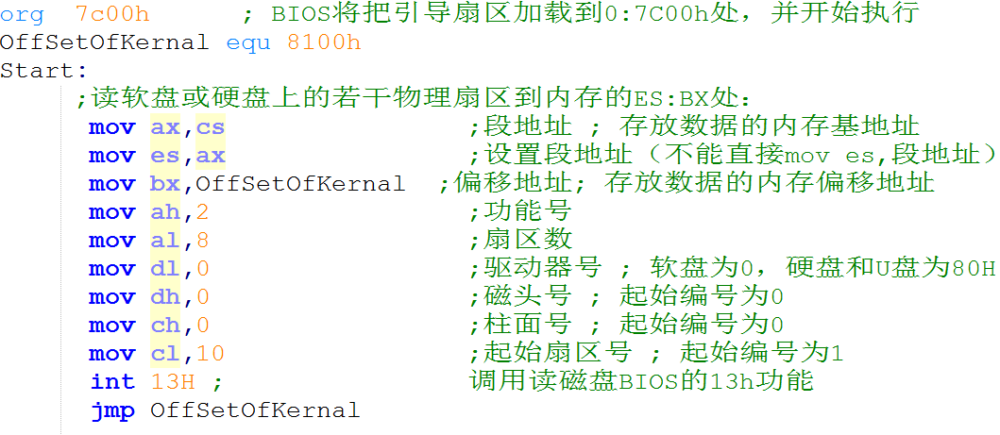 org  7c00h        ; BIOS将把引导扇区加载到0:7C00h处，并开始执行
OffSetOfKernal equ 8100h
Start:
;读软盘或硬盘上的若干物理扇区到内存的ES:BX处：
mov ax,cs                ;段地址 ; 存放数据的内存基地址
mov es,ax                ;设置段地址（不能直接mov es,段地址）
mov bx,OffSetOfKernal  ;偏移地址; 存放数据的内存偏移地址
mov ah,2                 ;功能号
mov al,8                 ;扇区数
mov dl,0                 ;驱动器号 ; 软盘为0，硬盘和U盘为80H
mov dh,0                 ;磁头号 ; 起始编号为0
mov ch,0                 ;柱面号 ; 起始编号为0
mov cl,10                ;起始扇区号 ; 起始编号为1
int 13H ;                调用读磁盘BIOS的13h功能
jmp OffSetOfKernal